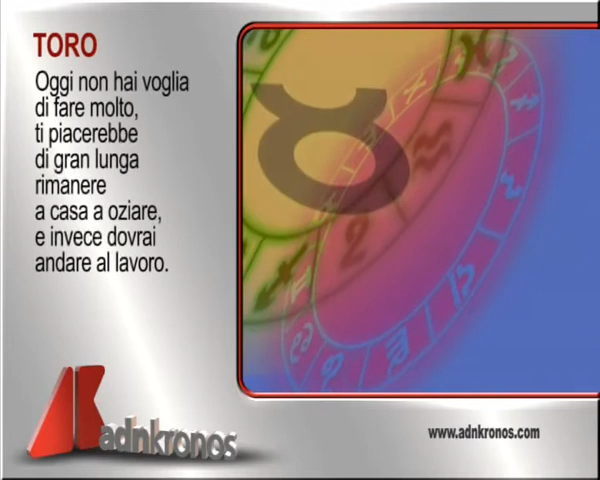 TORO
Oggi non hai voglia
di fare molto,
ti piacerebbe
di gran lunga
rimanere
a casa a oziare,
e invece dovrai
andare al lavoro.
adnkronos
www.adnkronos.com